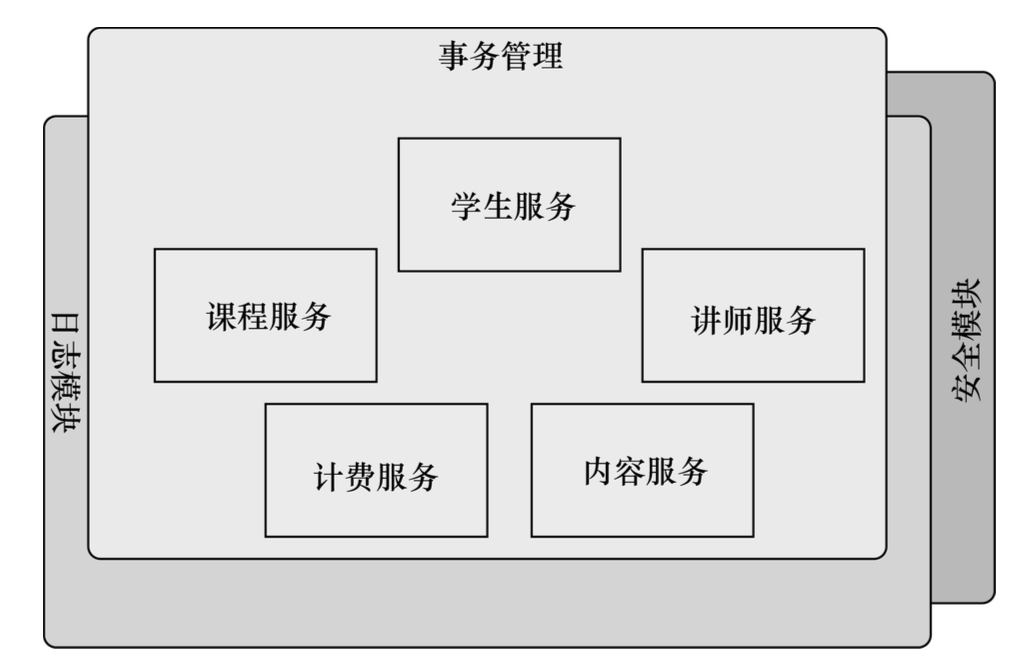 事务管理
学生服务
课程服务
讲师服务
计费服务
内容服务
日志模块
安全模块